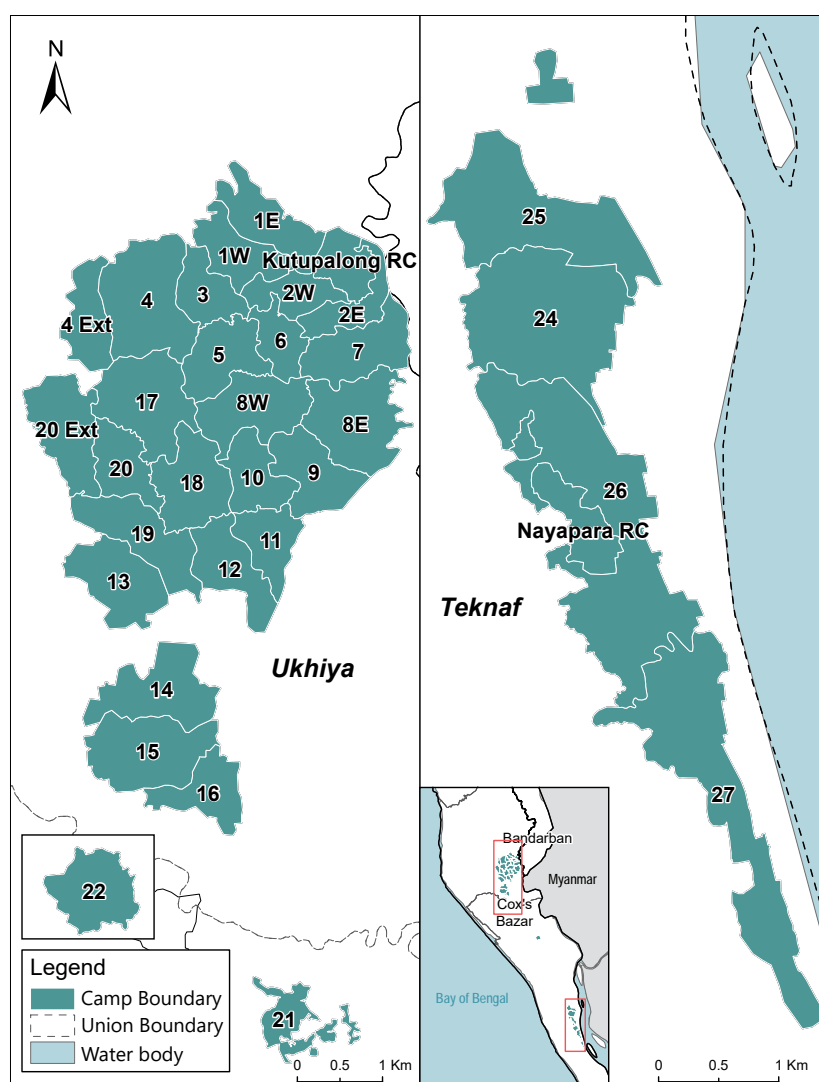 N
1E
1W
Kutupalong RC
3
2W
4
4 Ext
2E
6
5
7
17
8W
20 Ext
8E
20
18
10
9
19
11
12
13
Ukhiya
14
15
16
22
21
Legend
Camp Boundary
Union Boundary
Water body
0 0.5 1 Km
25
24
26
Nayapara RC
Teknaf
27
Bandarban
Myanmar
Cox's
Bazar
Bay of Bengal
0 0.5 1 Km